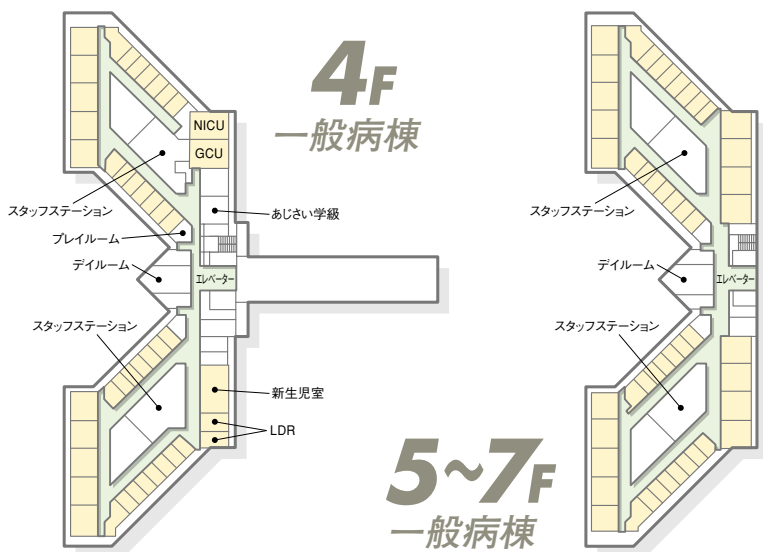 4F
一般病棟
NICU
GCU
スタッフステーション
あじさい学級
プレイルーム
デイルーム
エレベーター
スタッフステーション
新生児室
LDR
5~7F
一般病棟
スタッフステーション
デイルーム
エレベーター
スタッフステーション